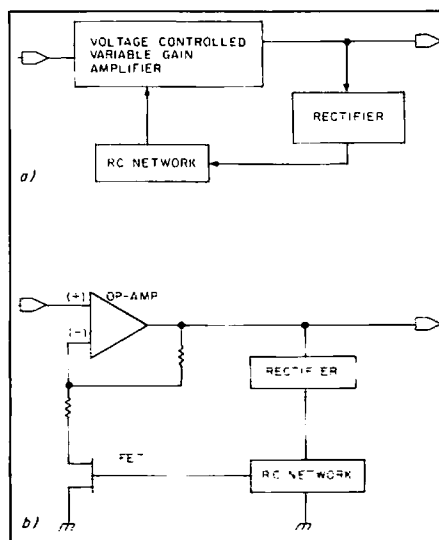 VOLTAGE CONTROLLED
VARIABLE GAIN
AMPLIFIER
RECTIFIER
RC NETWORK
a)
(+)
OP-AMP
(-)
RECTIFIER
FET
RC NETWORK
b)